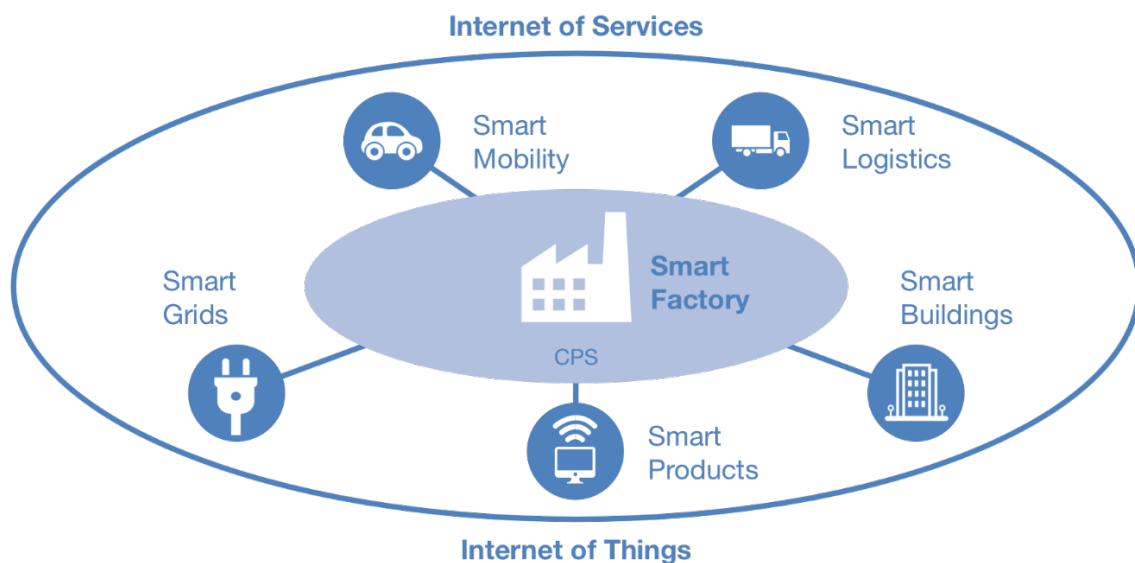 Internet of Services
Smart
Mobility
Smart
Logistics
Smart
Factory
Smart
Grids
Smart
Buildings
CPS
Smart
Products
Internet of Things